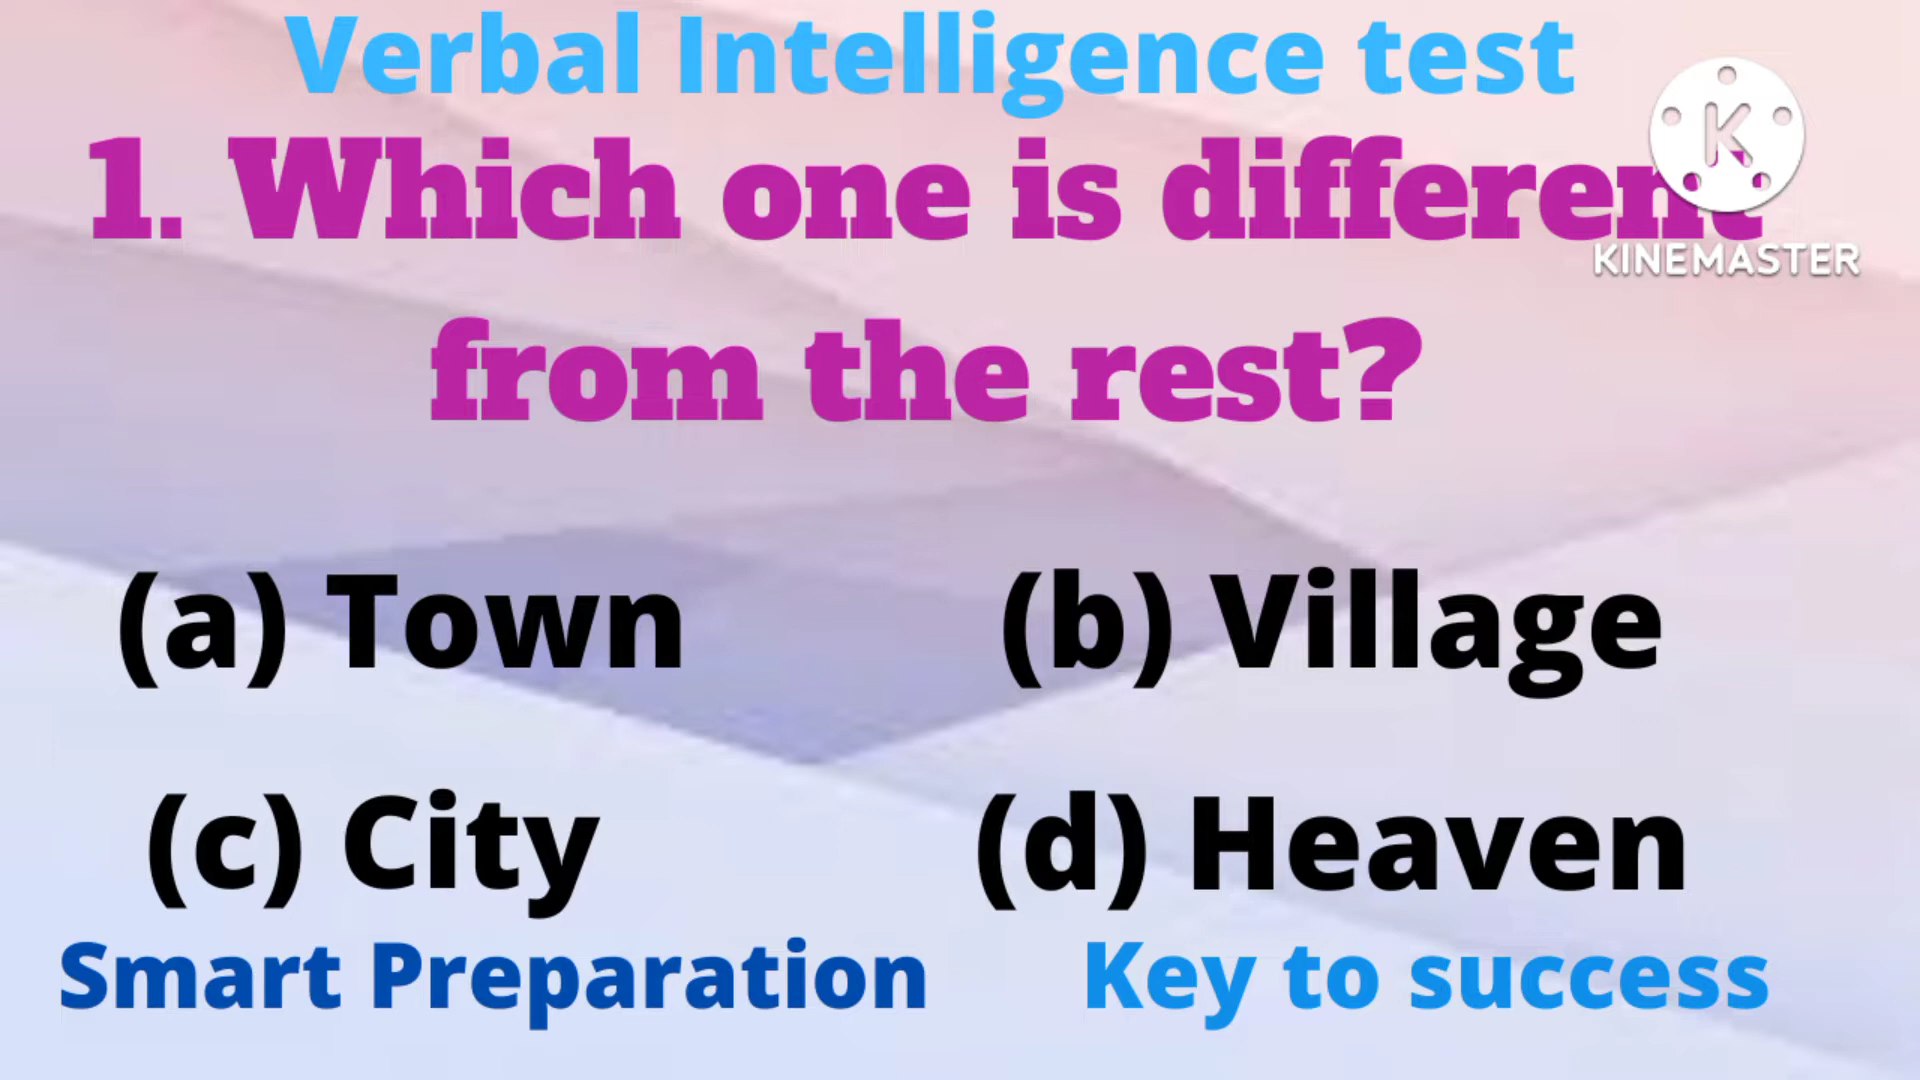 Verbal Intelligence test
1. Which one is different
KINEMASTER
from the rest?
(a) Town (b) Village
(c) City (d) Heaven
Smart Preparation Key to success